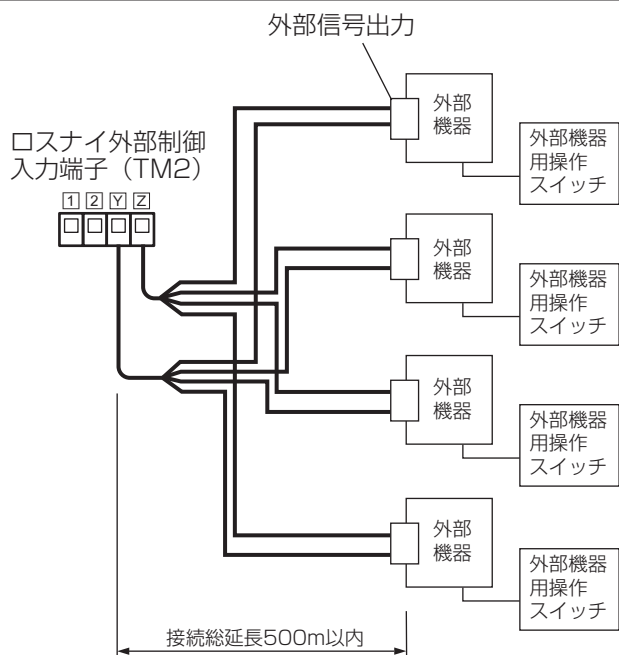 外部信号出力
外部
機器
外部機器
用操作
スイッチ
ロスナイ外部制御
入力端子（TM2）
1 2 Y Z
外部
機器
外部機器
用操作
スイッチ
外部
機器
外部機器
用操作
スイッチ
外部
機器
外部機器
用操作
スイッチ
接続総延長500m以内